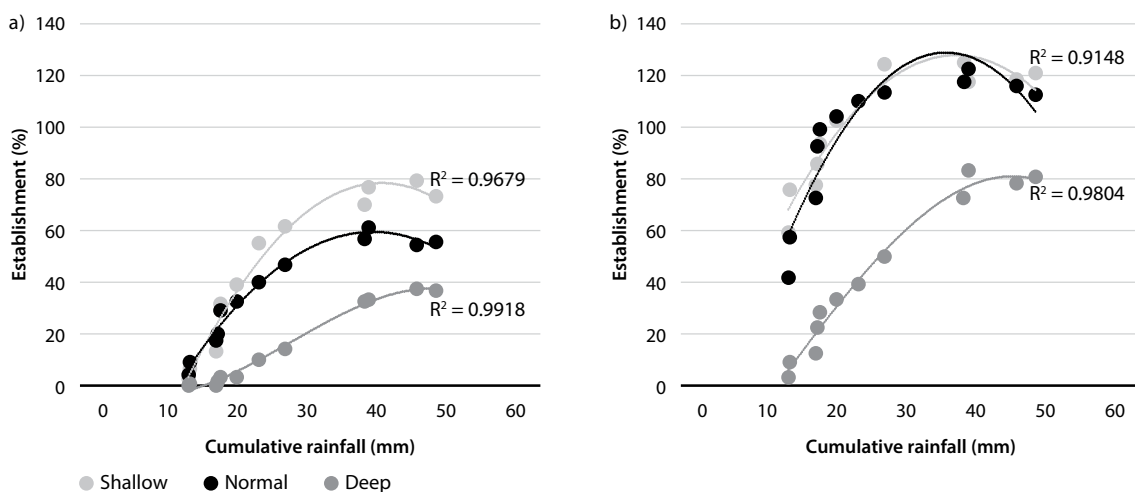 a)
140
120
100
80
60
40
20
0
Establishment (%)
R² = 0.9679
R² = 0.9918
0 10 20 30 40 50 60
Cumulative rainfall (mm)
b)
140
120
100
80
60
40
20
0
Establishment (%)
R² = 0.9148
R² = 0.9804
0 10 20 30 40 50 60
Cumulative rainfall (mm)
Shallow Normal Deep